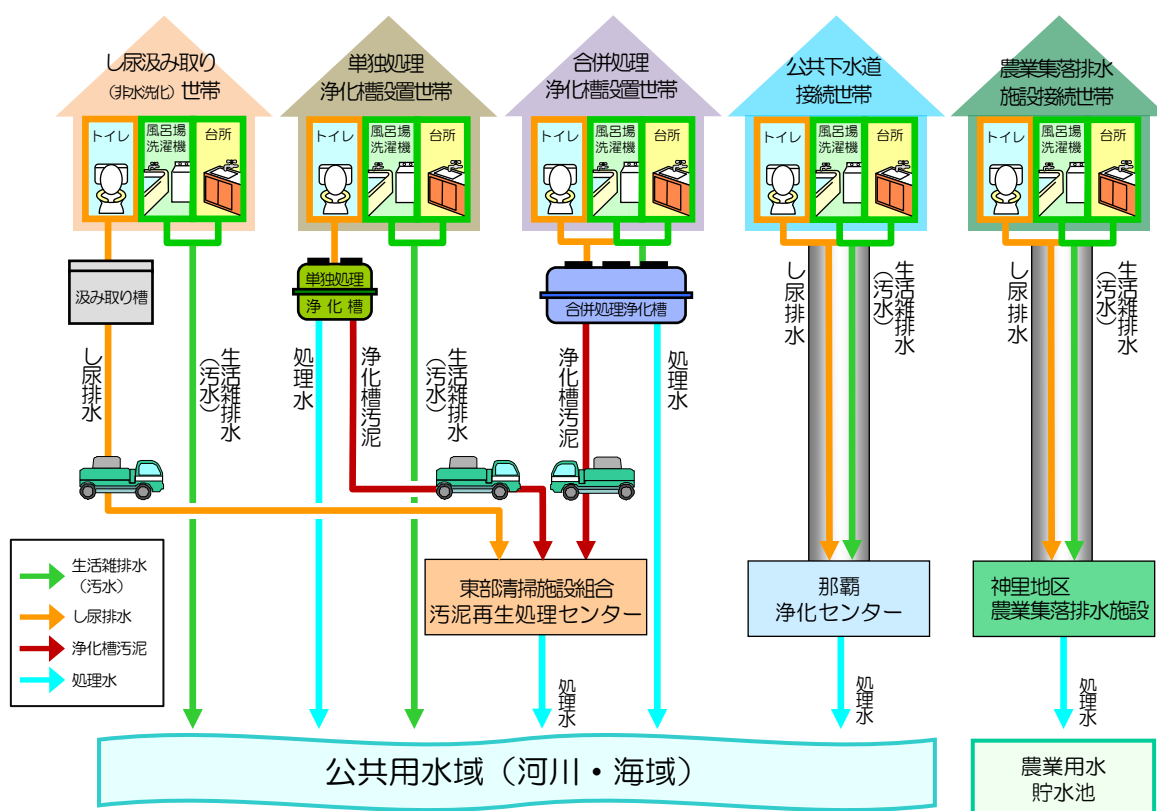 し尿汲み取り
（非水洗化）世帯
トイレ
風呂場
洗濯機
台所
汲み取り槽
し尿排水
生活雑排水
（汚水）
単独処理
浄化槽設置世帯
トイレ
風呂場
洗濯機
台所
単独処理
浄化槽
処理水
浄化槽汚泥
生活雑排水
（汚水）
合併処理
浄化槽設置世帯
トイレ
風呂場
洗濯機
台所
合併処理浄化槽
浄化槽汚泥
処理水
公共下水道
接続世帯
トイレ
風呂場
洗濯機
台所
し尿排水
生活雑排水
（汚水）
農業集落排水
施設接続世帯
トイレ
風呂場
洗濯機
台所
し尿排水
生活雑排水
（汚水）
生活雑排水
（汚水）
し尿排水
浄化槽汚泥
処理水
東部清掃施設組合
汚泥再生処理センター
処理水
那覇
浄化センター
処理水
神里地区
農業集落排水施設
処理水
公共用水域（河川・海域）
農業用水
貯水池